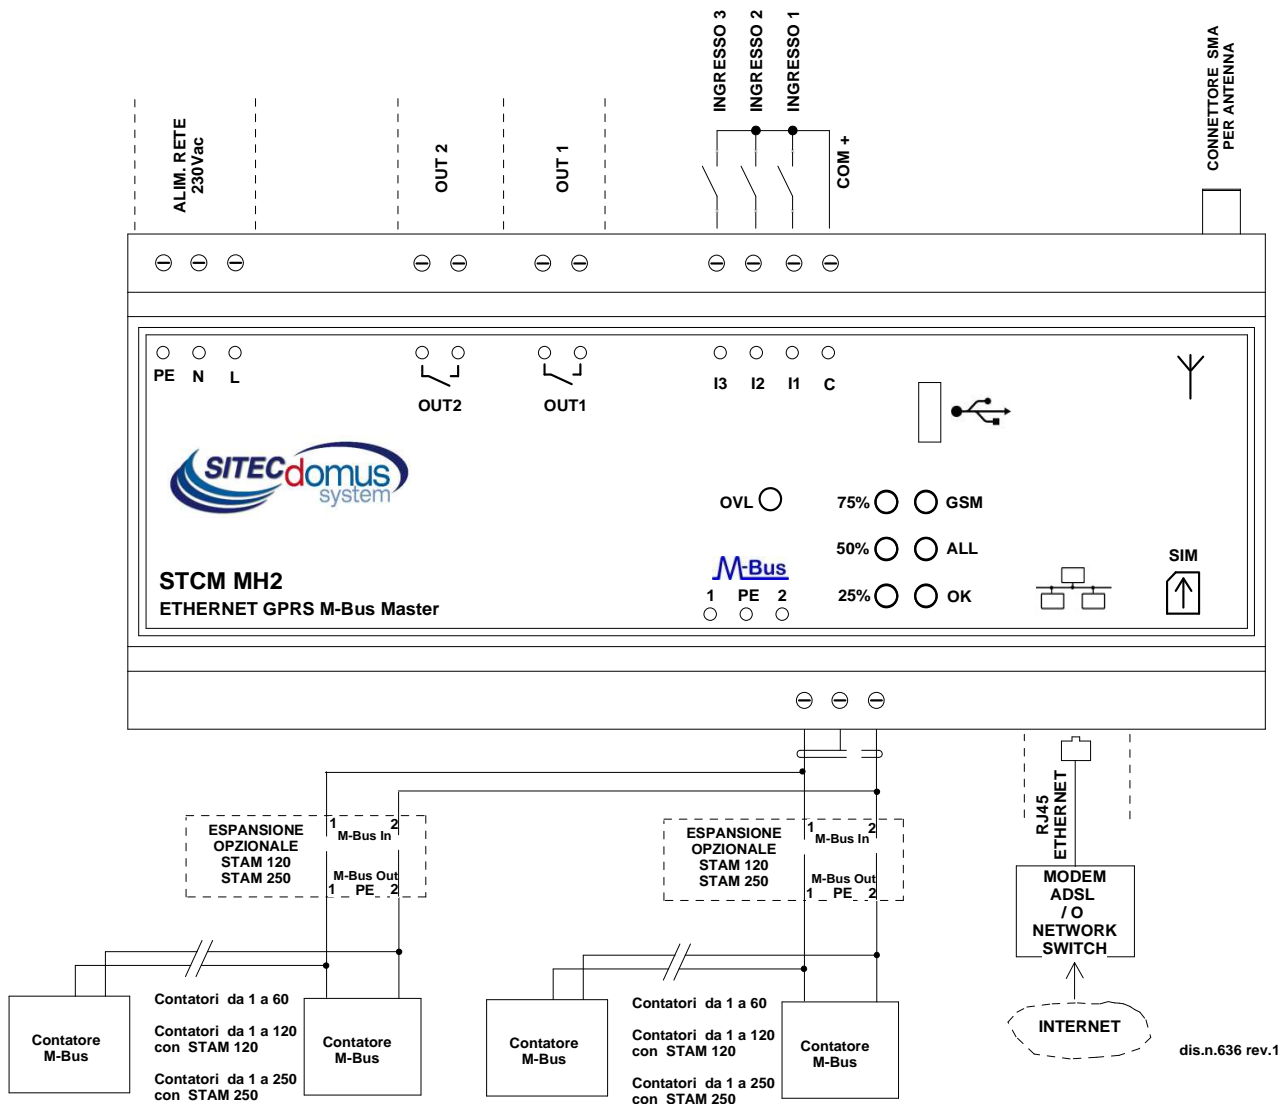 INGRESSO 3
INGRESSO 2
INGRESSO 1
COM +
CONNETTORE SMA
PER ANTENNA
ALIM. RETE
230Vac
OUT 2
OUT 1
PE N L
OUT2
OUT1
I3 I2 I1 C
SITECdomus
system
OVL
75% GSM
50% ALL
25% OK
M-Bus
1 PE 2
SIM
STCM MH2
ETHERNET GPRS M-Bus Master
ESPANSIONE
OPZIONALE
STAM 120
STAM 250
1 2
M-Bus In
M-Bus Out
1 PE 2
ESPANSIONE
OPZIONALE
STAM 120
STAM 250
1 2
M-Bus In
M-Bus Out
1 PE 2
RJ45
ETHERNET
MODEM
ADSL
/ O
NETWORK
SWITCH
INTERNET
Contatore
M-Bus
Contatori da 1 a 60
Contatori da 1 a 120
con STAM 120
Contatori da 1 a 250
con STAM 250
Contatore
M-Bus
Contatore
M-Bus
Contatori da 1 a 60
Contatori da 1 a 120
con STAM 120
Contatori da 1 a 250
con STAM 250
Contatore
M-Bus
dis.n.636 rev.1